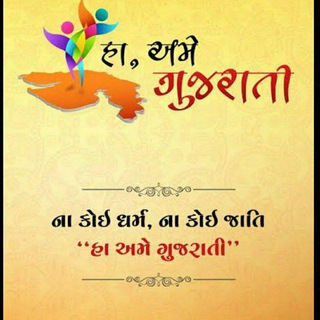 હા, અમે
ગુજરાતી
ના કોઇ ધર્મ, ના કોઇ જાતિ
“હા અમે ગુજરાતી”